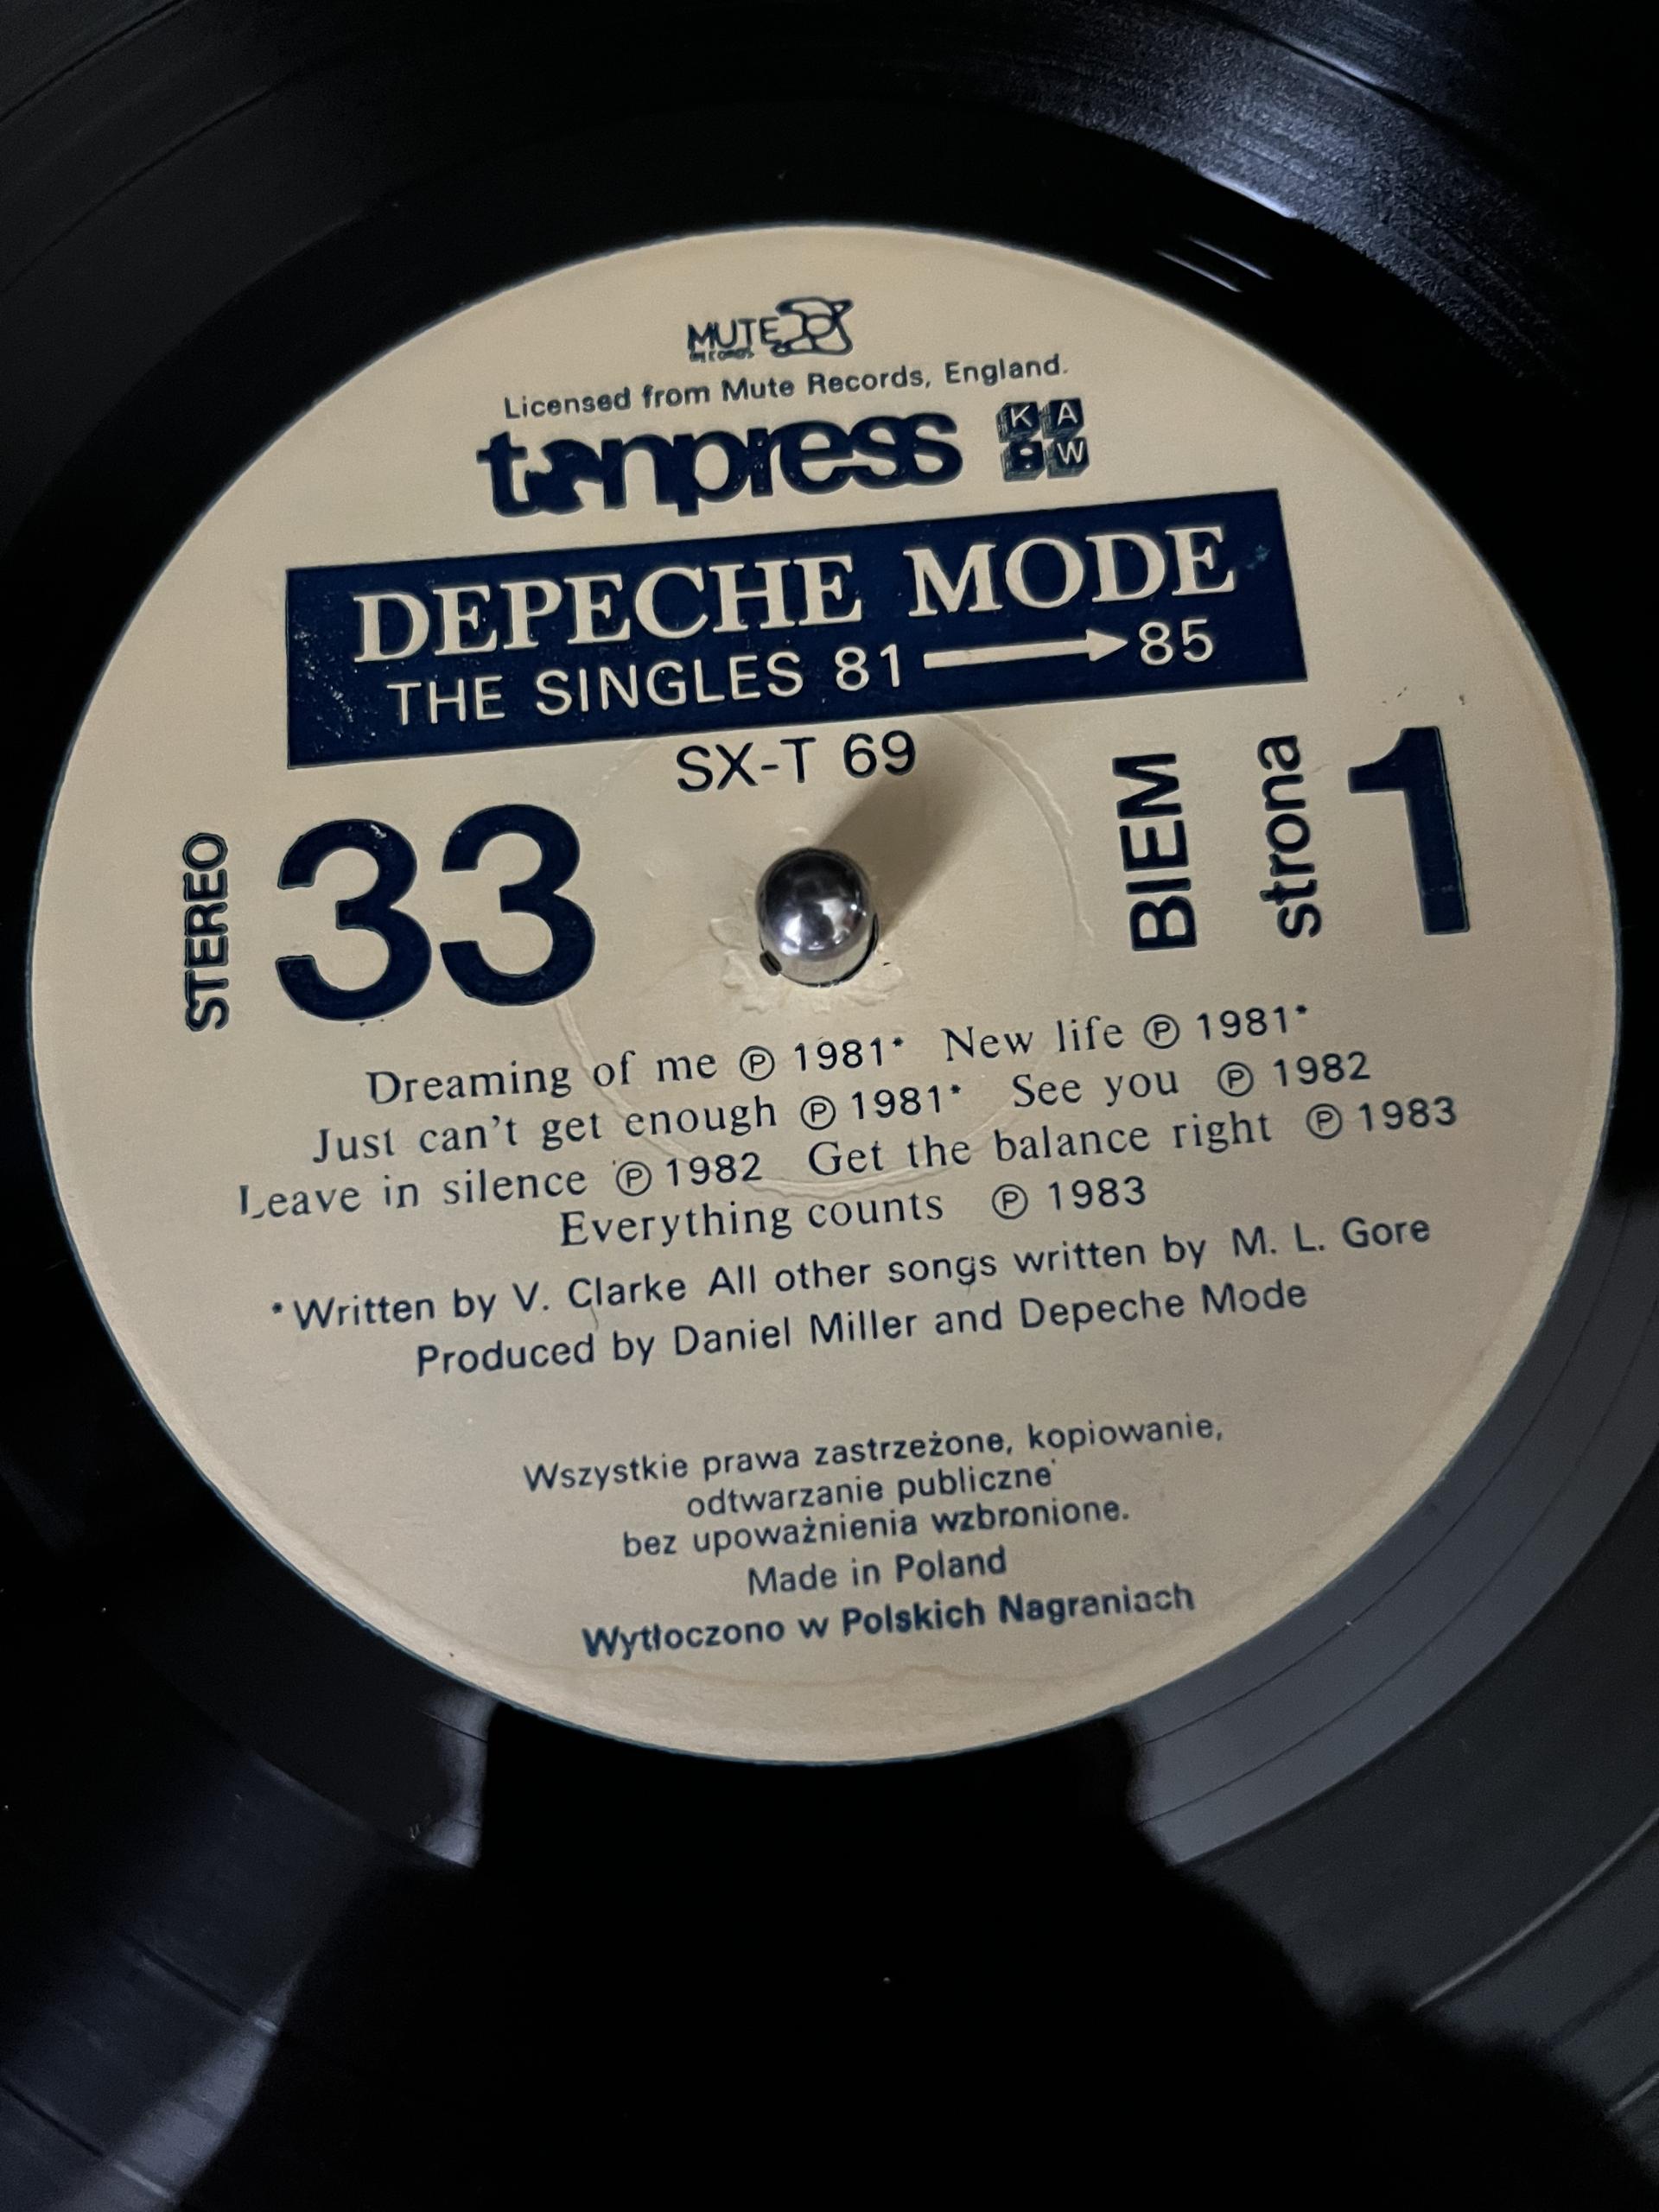 MUTE
RECORDS
Licensed from Mute Records, England.
tonpress K A W
DEPECHE MODE
THE SINGLES 81 → 85
SX-T 69
STEREO
33
BIEM
strona
1
Dreaming of me ℗ 1981* New life ℗ 1981*
Just can't get enough ℗ 1981* See you ℗ 1982
Leave in silence ℗ 1982 Get the balance right ℗ 1983
Everything counts ℗ 1983
*Written by V. Clarke All other songs written by M. L. Gore
Produced by Daniel Miller and Depeche Mode
Wszystkie prawa zastrzeżone, kopiowanie,
odtwarzanie publiczne
bez upoważnienia wzbronione.
Made in Poland
Wytłoczono w Polskich Nagraniach